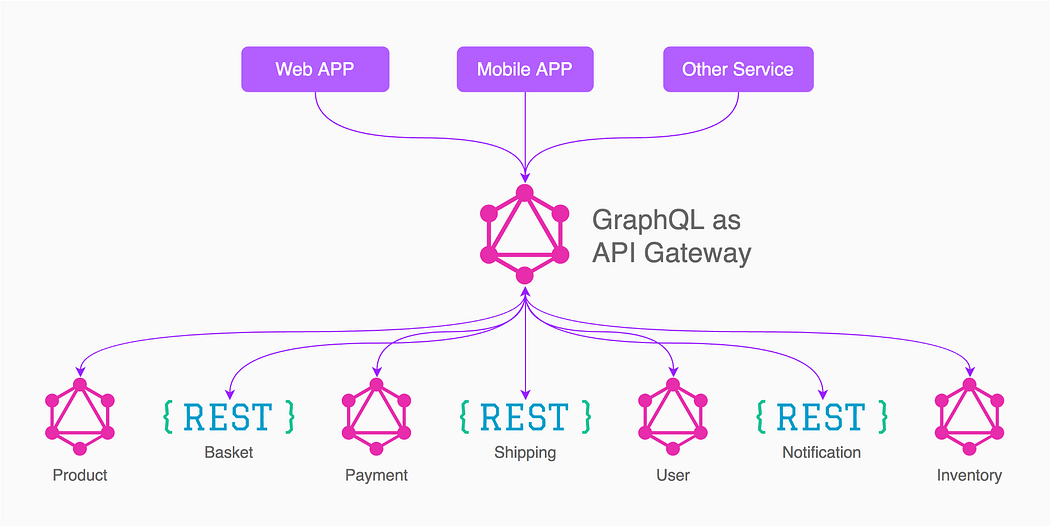 Web APP
Mobile APP
Other Service
GraphQL as
API Gateway
{ REST }
{ REST }
{ REST }
Basket
Shipping
Notification
Product
Payment
User
Inventory